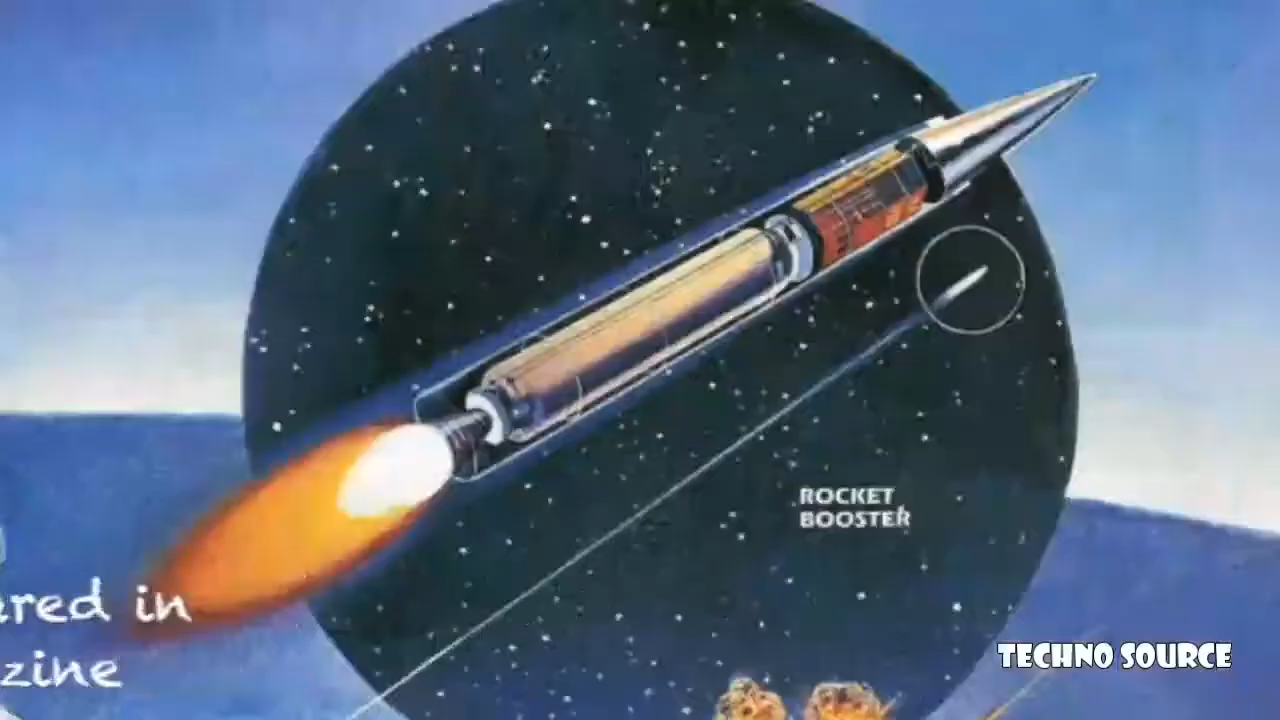 ROCKET
BOOSTER
ared in
zine
TECHNO SOURCE